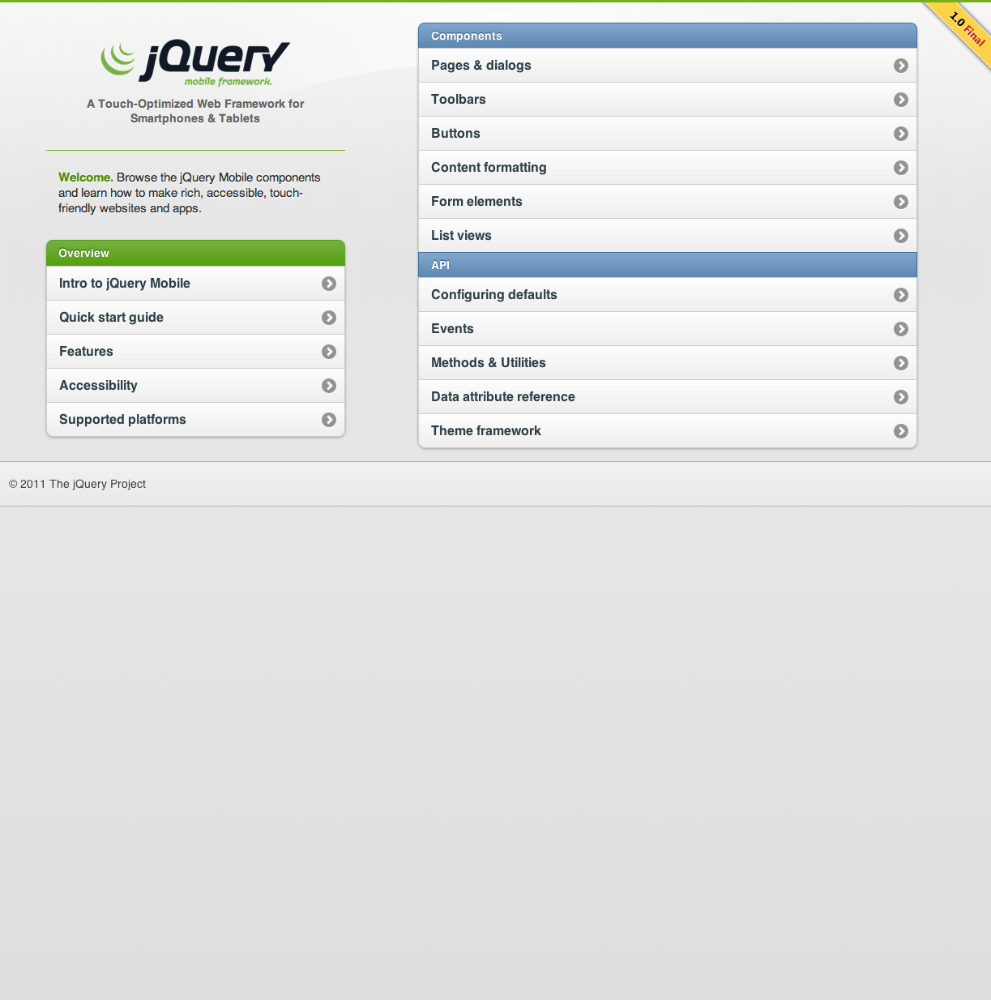 jQuery
mobile framework.
A Touch-Optimized Web Framework for
Smartphones & Tablets
Welcome. Browse the jQuery Mobile components
and learn how to make rich, accessible, touch-
friendly websites and apps.
Overview
Intro to jQuery Mobile
Quick start guide
Features
Accessibility
Supported platforms
Components
Pages & dialogs
Toolbars
Buttons
Content formatting
Form elements
List views
API
Configuring defaults
Events
Methods & Utilities
Data attribute reference
Theme framework
1.0 Final
© 2011 The jQuery Project